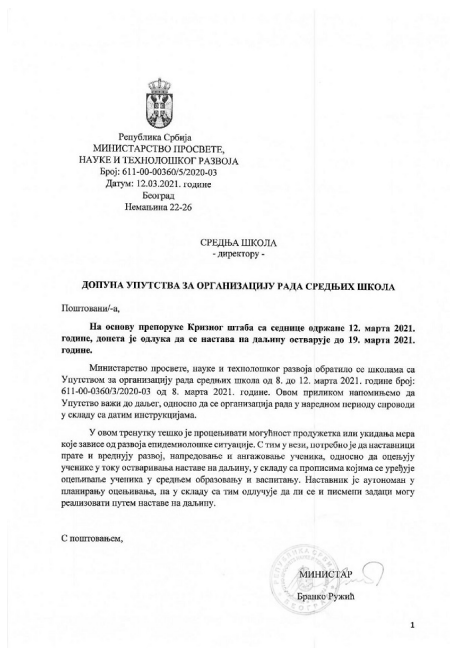 Република Србија
МИНИСТАРСТВО ПРОСВЕТЕ,
НАУКЕ И ТЕХНОЛОШКОГ РАЗВОЈА
Број: 611-00-00360/5/2020-03
Датум: 12.03.2021. године
Београд
Немањина 22-26
СРЕДЊА ШКОЛА
- директору -
ДОПУНА УПУТСТВА ЗА ОРГАНИЗАЦИЈУ РАДА СРЕДЊИХ ШКОЛА
Поштовани/-а,
На основу препоруке Кризног штаба са седнице одржане 12. марта 2021.
године, донета је одлука да се настава на даљину остварује до 19. марта 2021.
године.
Министарство просвете, науке и технолошког развоја обратило се школама са
Упутством за организацију рада средњих школа од 8. до 12. марта 2021. године број:
611-00-00360/3/2020-03 од 8. марта 2021. године. Овом приликом напомињемо да
Упутство важи до даљег, односно да се организација рада у наредном периоду спроводи
у складу са датим инструкцијама.
У овом тренутку тешко је процењивати могућност продужетка или укидања мера
које зависе од развоја епидемиолошке ситуације. С тим у вези, потребно је да наставници
прате и вреднују развој, напредовање и ангажовање ученика, односно да оцењују
ученике у току остваривања наставе на даљину, у складу са прописима којима се уређује
оцењивање ученика у средњем образовању и васпитању. Наставник је аутономан у
планирању оцењивања, па у складу са тим одлучује да ли се и писмени задаци могу
реализовати путем наставе на даљину.
С поштовањем,
МИНИСТАР
Бранко Ружић
1